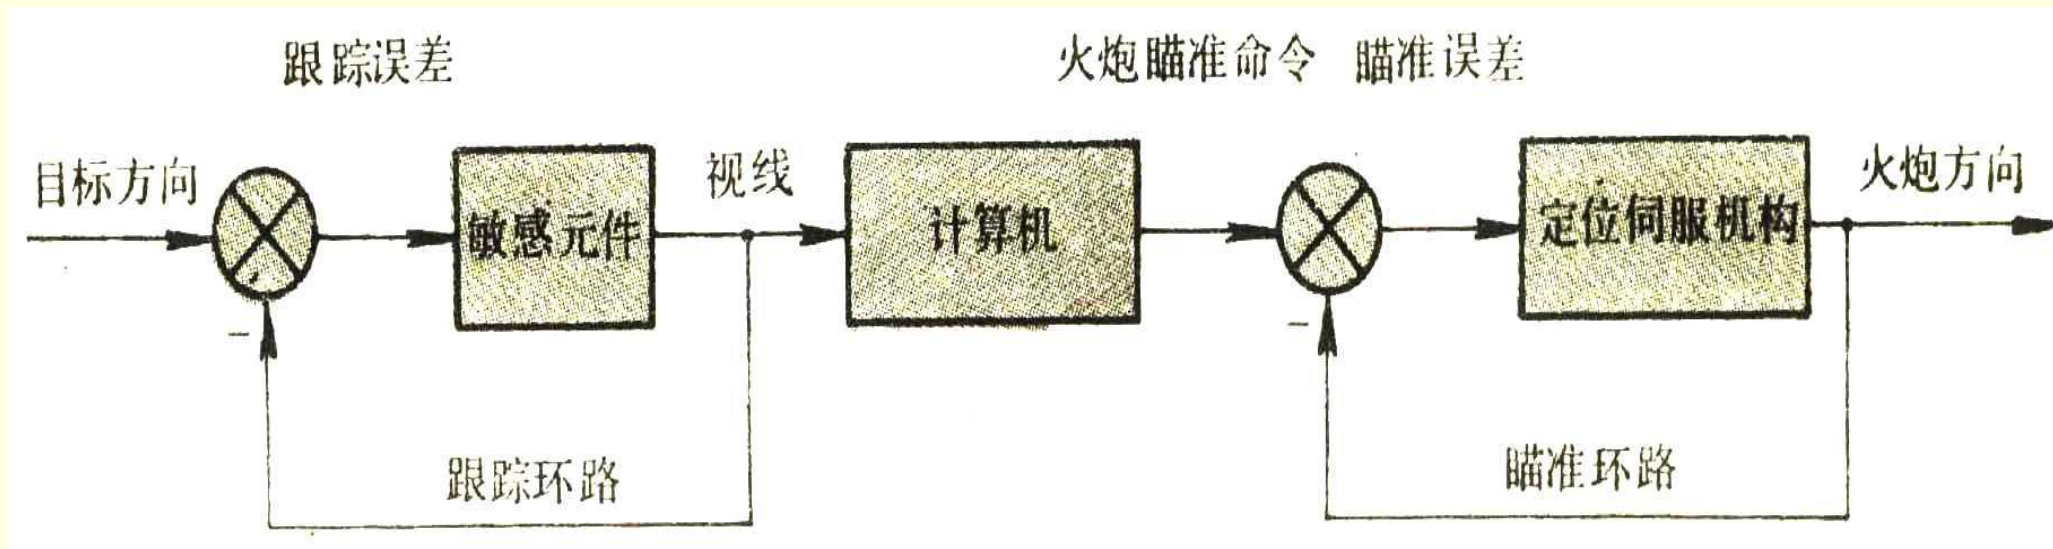 跟踪误差
火炮瞄准命令 瞄准误差
目标方向
敏感元件
视线
计算机
定位伺服机构
火炮方向
-
-
跟踪环路
瞄准环路